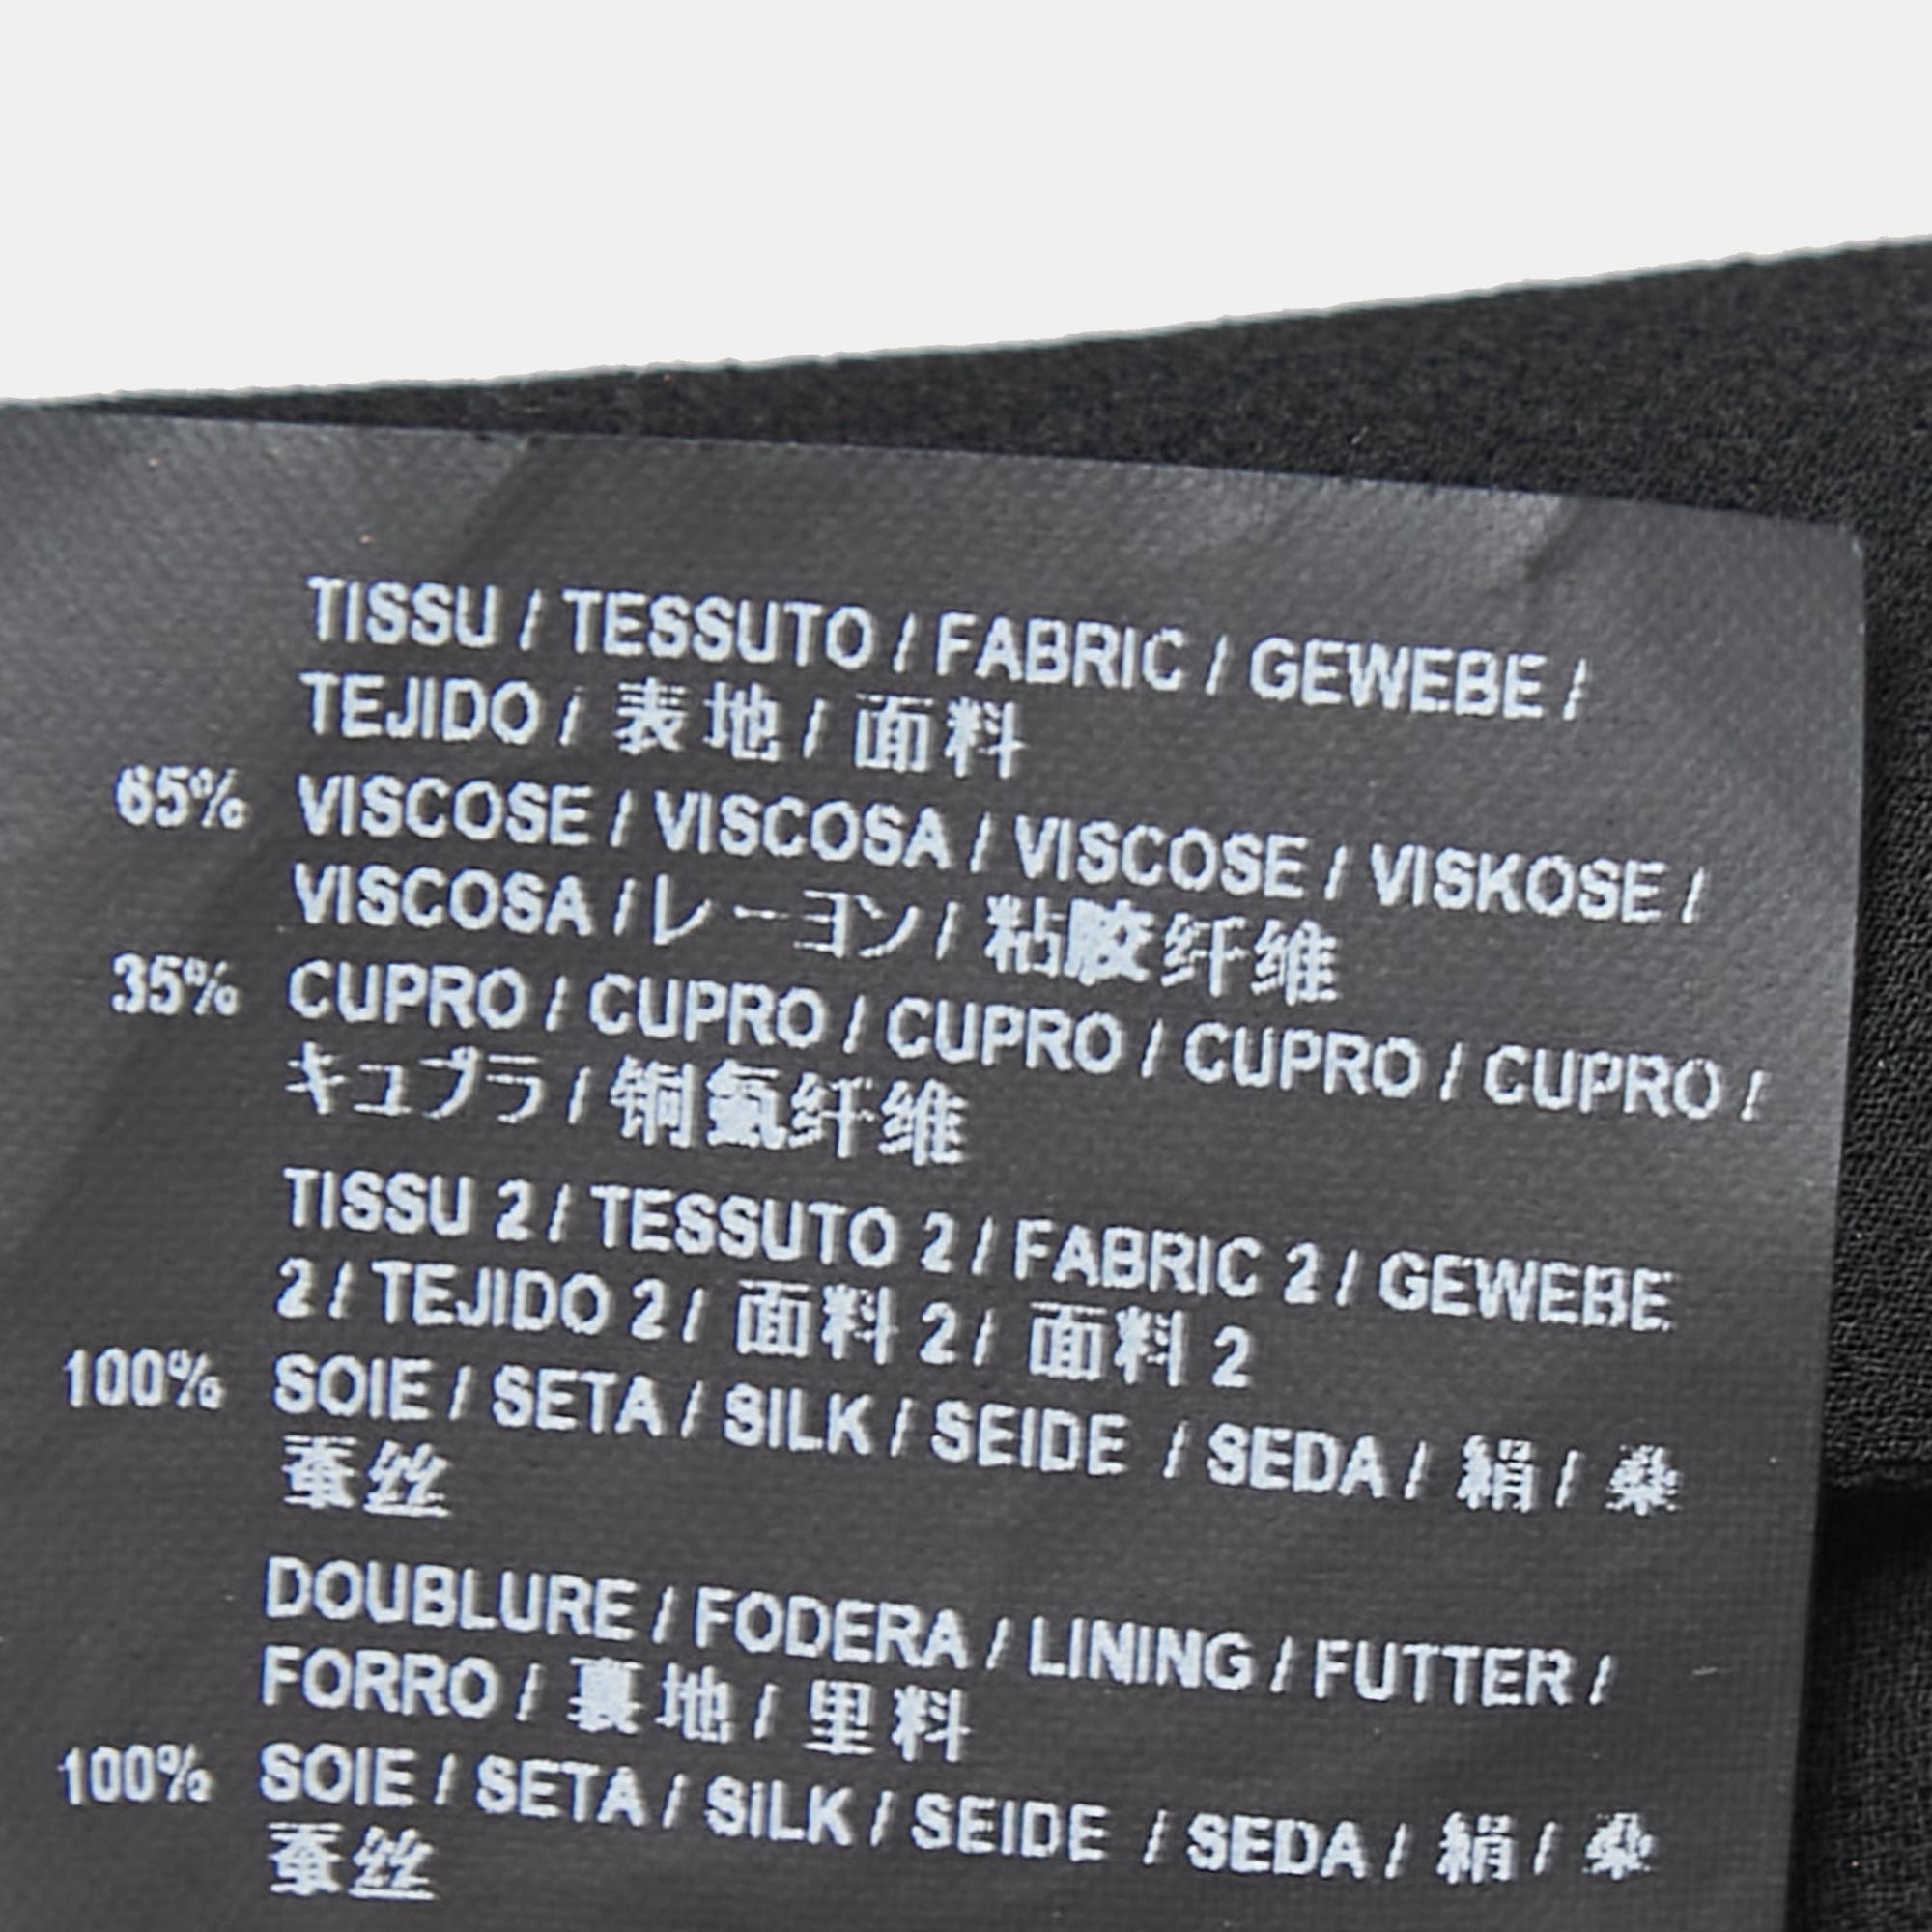 TISSU / TESSUTO / FABRIC / GEWEBE /
TEJIDO / 表地 / 面料
65% VISCOSE / VISCOSA / VISCOSE / VISKOSE /
VISCOSA / レーヨン / 粘胶纤维
35% CUPRO / CUPRO / CUPRO / CUPRO / CUPRO /
キュプラ / 铜氨纤维
TISSU 2 / TESSUTO 2 / FABRIC 2 / GEWEBE
2 / TEJIDO 2 / 面料 2 / 面料 2
100% SOIE / SETA / SILK / SEIDE / SEDA / 絹 / 桑
蚕丝
DOUBLURE / FODERA / LINING / FUTTER /
FORRO / 裏地 / 里料
100% SOIE / SETA / SILK / SEIDE / SEDA / 絹 / 桑
蚕丝